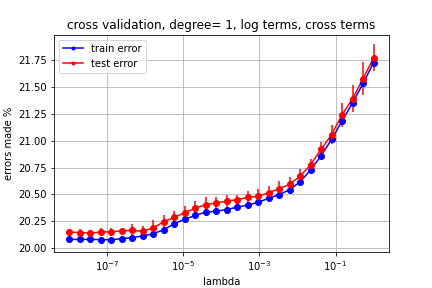 cross validation, degree= 1, log terms, cross terms
train error
test error
errors made %
21.75
21.50
21.25
21.00
20.75
20.50
20.25
20.00
10⁻⁷ 10⁻⁵ 10⁻³ 10⁻¹
lambda